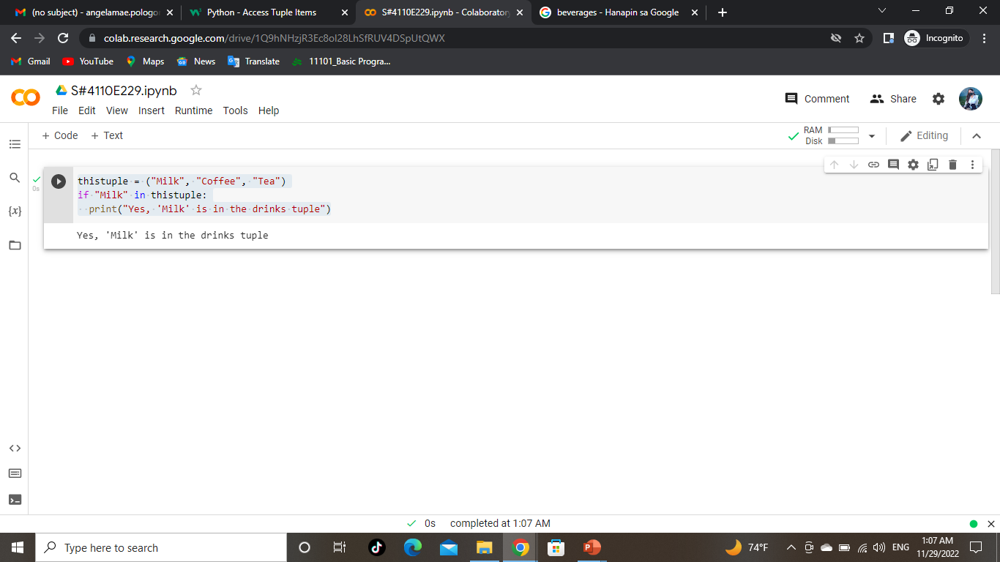 (no subject) - angelamae.pologo
Python - Access Tuple Items
S#4110E229.ipynb - Colaboratory
beverages - Hanapin sa Google
colab.research.google.com/drive/1Q9hNHzjR3Ec8oI28LhSfRUV4DSpUtQWX
Incognito
Gmail
YouTube
Maps
News
Translate
11101_Basic Progra...
S#4110E229.ipynb
File Edit View Insert Runtime Tools Help
Comment
Share
+ Code + Text
RAM
Disk
Editing
0s
thistuple = ("Milk", "Coffee", "Tea")
if "Milk" in thistuple:
  print("Yes, 'Milk' is in the drinks tuple")
Yes, 'Milk' is in the drinks tuple
{x}
0s completed at 1:07 AM
Type here to search
74°F
ENG
1:07 AM
11/29/2022